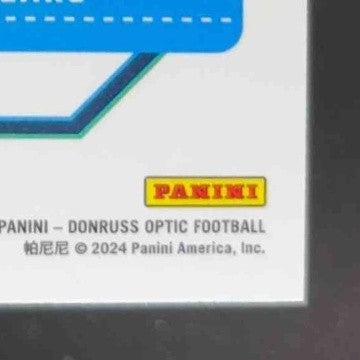 PANINI
PANINI – DONRUSS OPTIC FOOTBALL
帕尼尼 © 2024 Panini America, Inc.